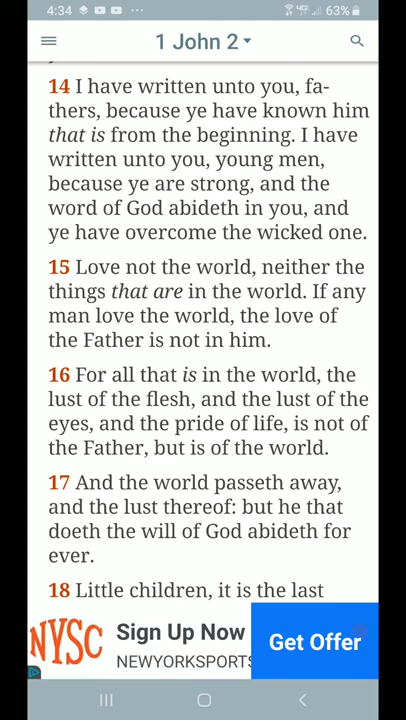 4:34 63%
1 John 2
14 I have written unto you, fa-
thers, because ye have known him
that is from the beginning. I have
written unto you, young men,
because ye are strong, and the
word of God abideth in you, and
ye have overcome the wicked one.
15 Love not the world, neither the
things that are in the world. If any
man love the world, the love of
the Father is not in him.
16 For all that is in the world, the
lust of the flesh, and the lust of the
eyes, and the pride of life, is not of
the Father, but is of the world.
17 And the world passeth away,
and the lust thereof: but he that
doeth the will of God abideth for
ever.
18 Little children, it is the last
NYSC
Sign Up Now
NEWYORKSPORTS
Get Offer